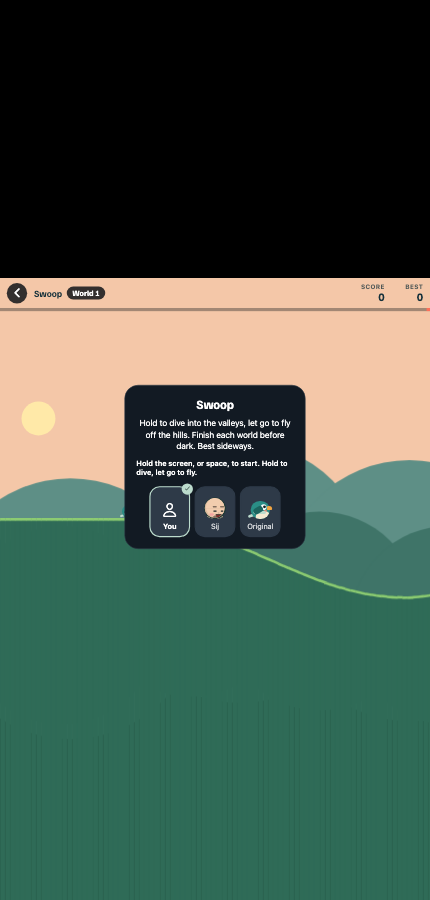 Swoop World 1 SCORE BEST
0 0
Swoop
Hold to dive into the valleys, let go to fly
off the hills. Finish each world before
dark. Best sideways.
Hold the screen, or space, to start. Hold to
dive, let go to fly.
You Sij Original